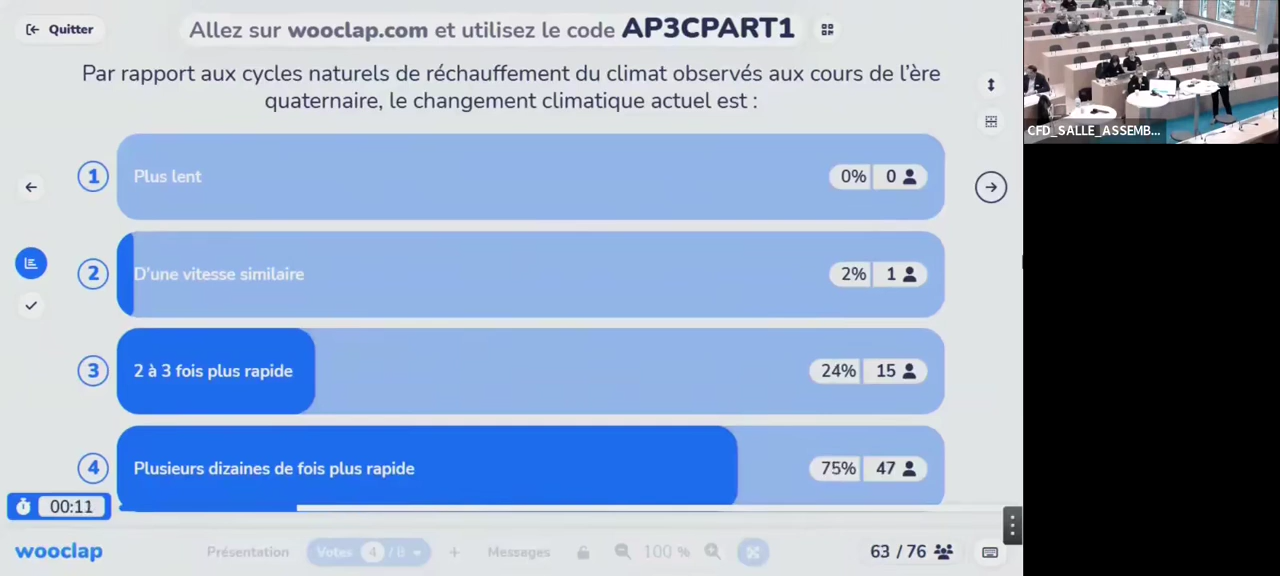 Quitter
Allez sur wooclap.com et utilisez le code AP3CPART1
Par rapport aux cycles naturels de réchauffement du climat observés aux cours de l'ère
quaternaire, le changement climatique actuel est :
1 Plus lent 0% 0
2 D'une vitesse similaire 2% 1
3 2 à 3 fois plus rapide 24% 15
4 Plusieurs dizaines de fois plus rapide 75% 47
00:11
wooclap Présentation Votes 4 / 8 + Messages 100 % 63 / 76
CFD_SALLE_ASSEMB...